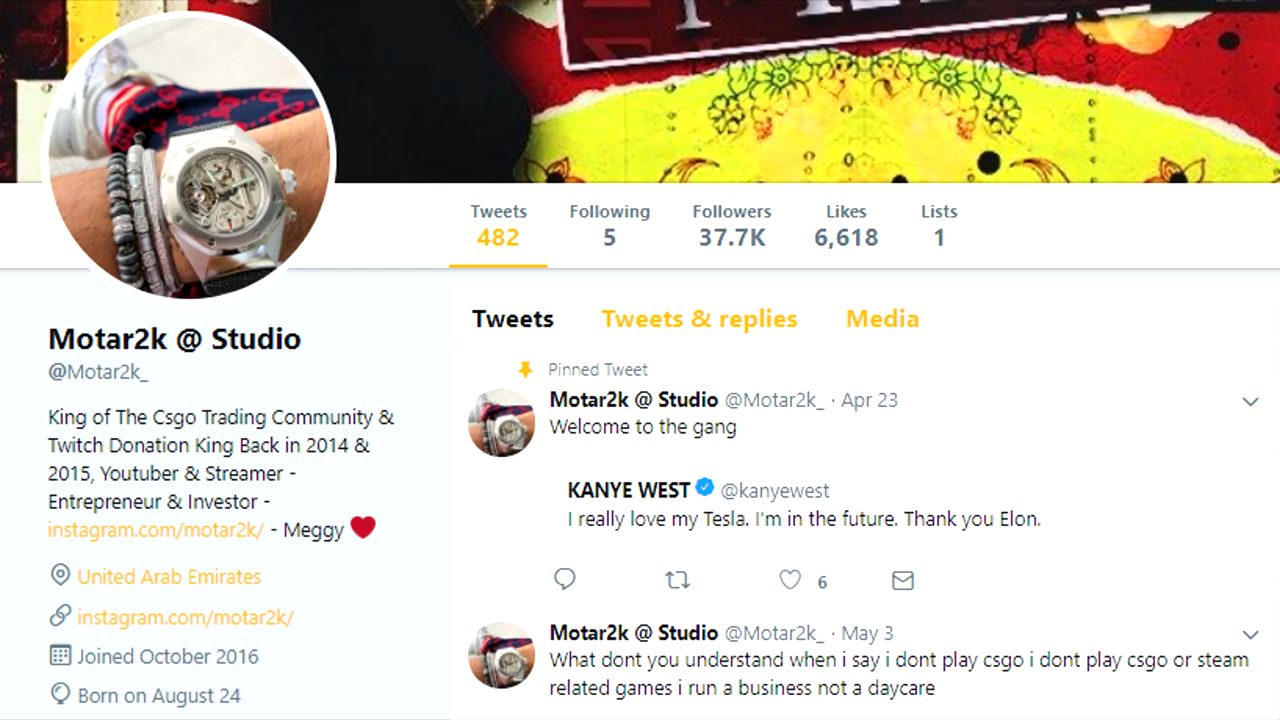 Tweets Following Followers Likes Lists
482 5 37.7K 6,618 1
Motar2k @ Studio
@Motar2k_
King of The Csgo Trading Community &
Twitch Donation King Back in 2014 &
2015, Youtuber & Streamer -
Entrepreneur & Investor -
instagram.com/motar2k/ - Meggy ❤
United Arab Emirates
instagram.com/motar2k/
Joined October 2016
Born on August 24
Tweets Tweets & replies Media
Pinned Tweet
Motar2k @ Studio @Motar2k_ · Apr 23
Welcome to the gang
KANYE WEST @kanyewest
I really love my Tesla. I'm in the future. Thank you Elon.
6
Motar2k @ Studio @Motar2k_ · May 3
What dont you understand when i say i dont play csgo i dont play csgo or steam
related games i run a business not a daycare